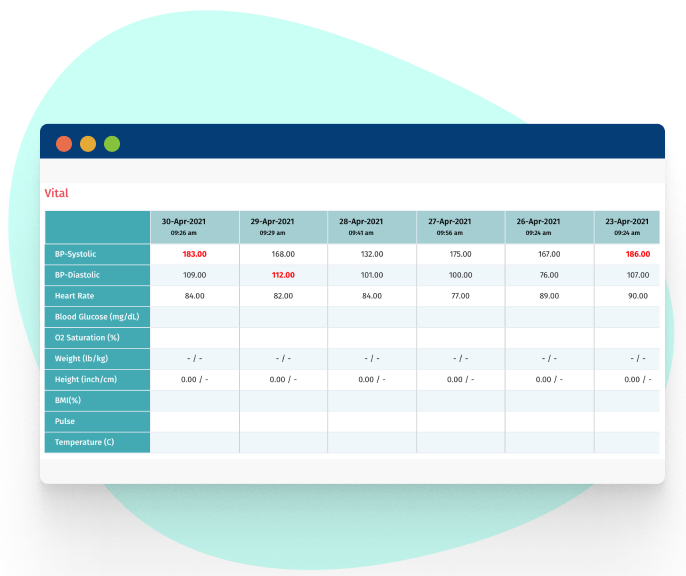 Vital
30-Apr-2021 29-Apr-2021 28-Apr-2021 27-Apr-2021 26-Apr-2021 23-Apr-2021
09:26 am 09:29 am 09:41 am 09:56 am 09:24 am 09:24 am
BP-Systolic 183.00 168.00 132.00 175.00 167.00 186.00
BP-Diastolic 109.00 112.00 101.00 100.00 76.00 107.00
Heart Rate 84.00 82.00 84.00 77.00 89.00 90.00
Blood Glucose (mg/dL)
O2 Saturation (%)
Weight (lb/kg) - / - - / - - / - - / - - / - - / -
Height (inch/cm) 0.00 / - 0.00 / - 0.00 / - 0.00 / - 0.00 / - 0.00 / -
BMI(%)
Pulse
Temperature (C)